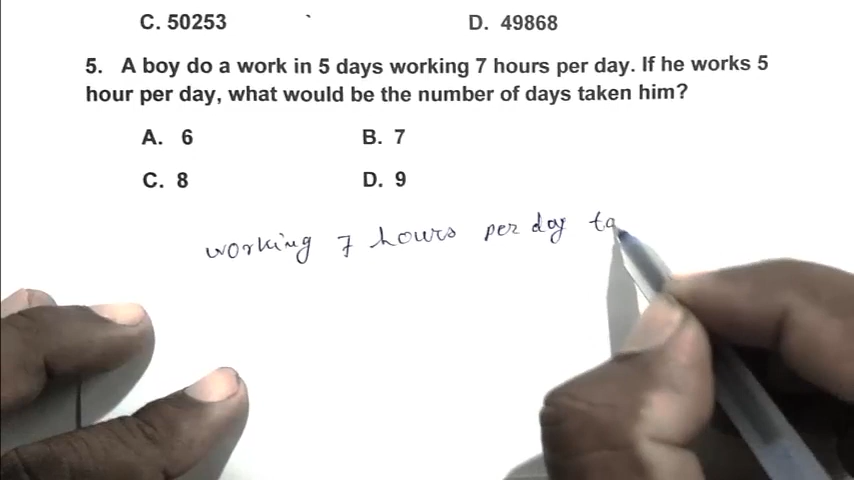 C. 50253 D. 49868
5. A boy do a work in 5 days working 7 hours per day. If he works 5
hour per day, what would be the number of days taken him?
A. 6 B. 7
C. 8 D. 9
working 7 hours per day ta